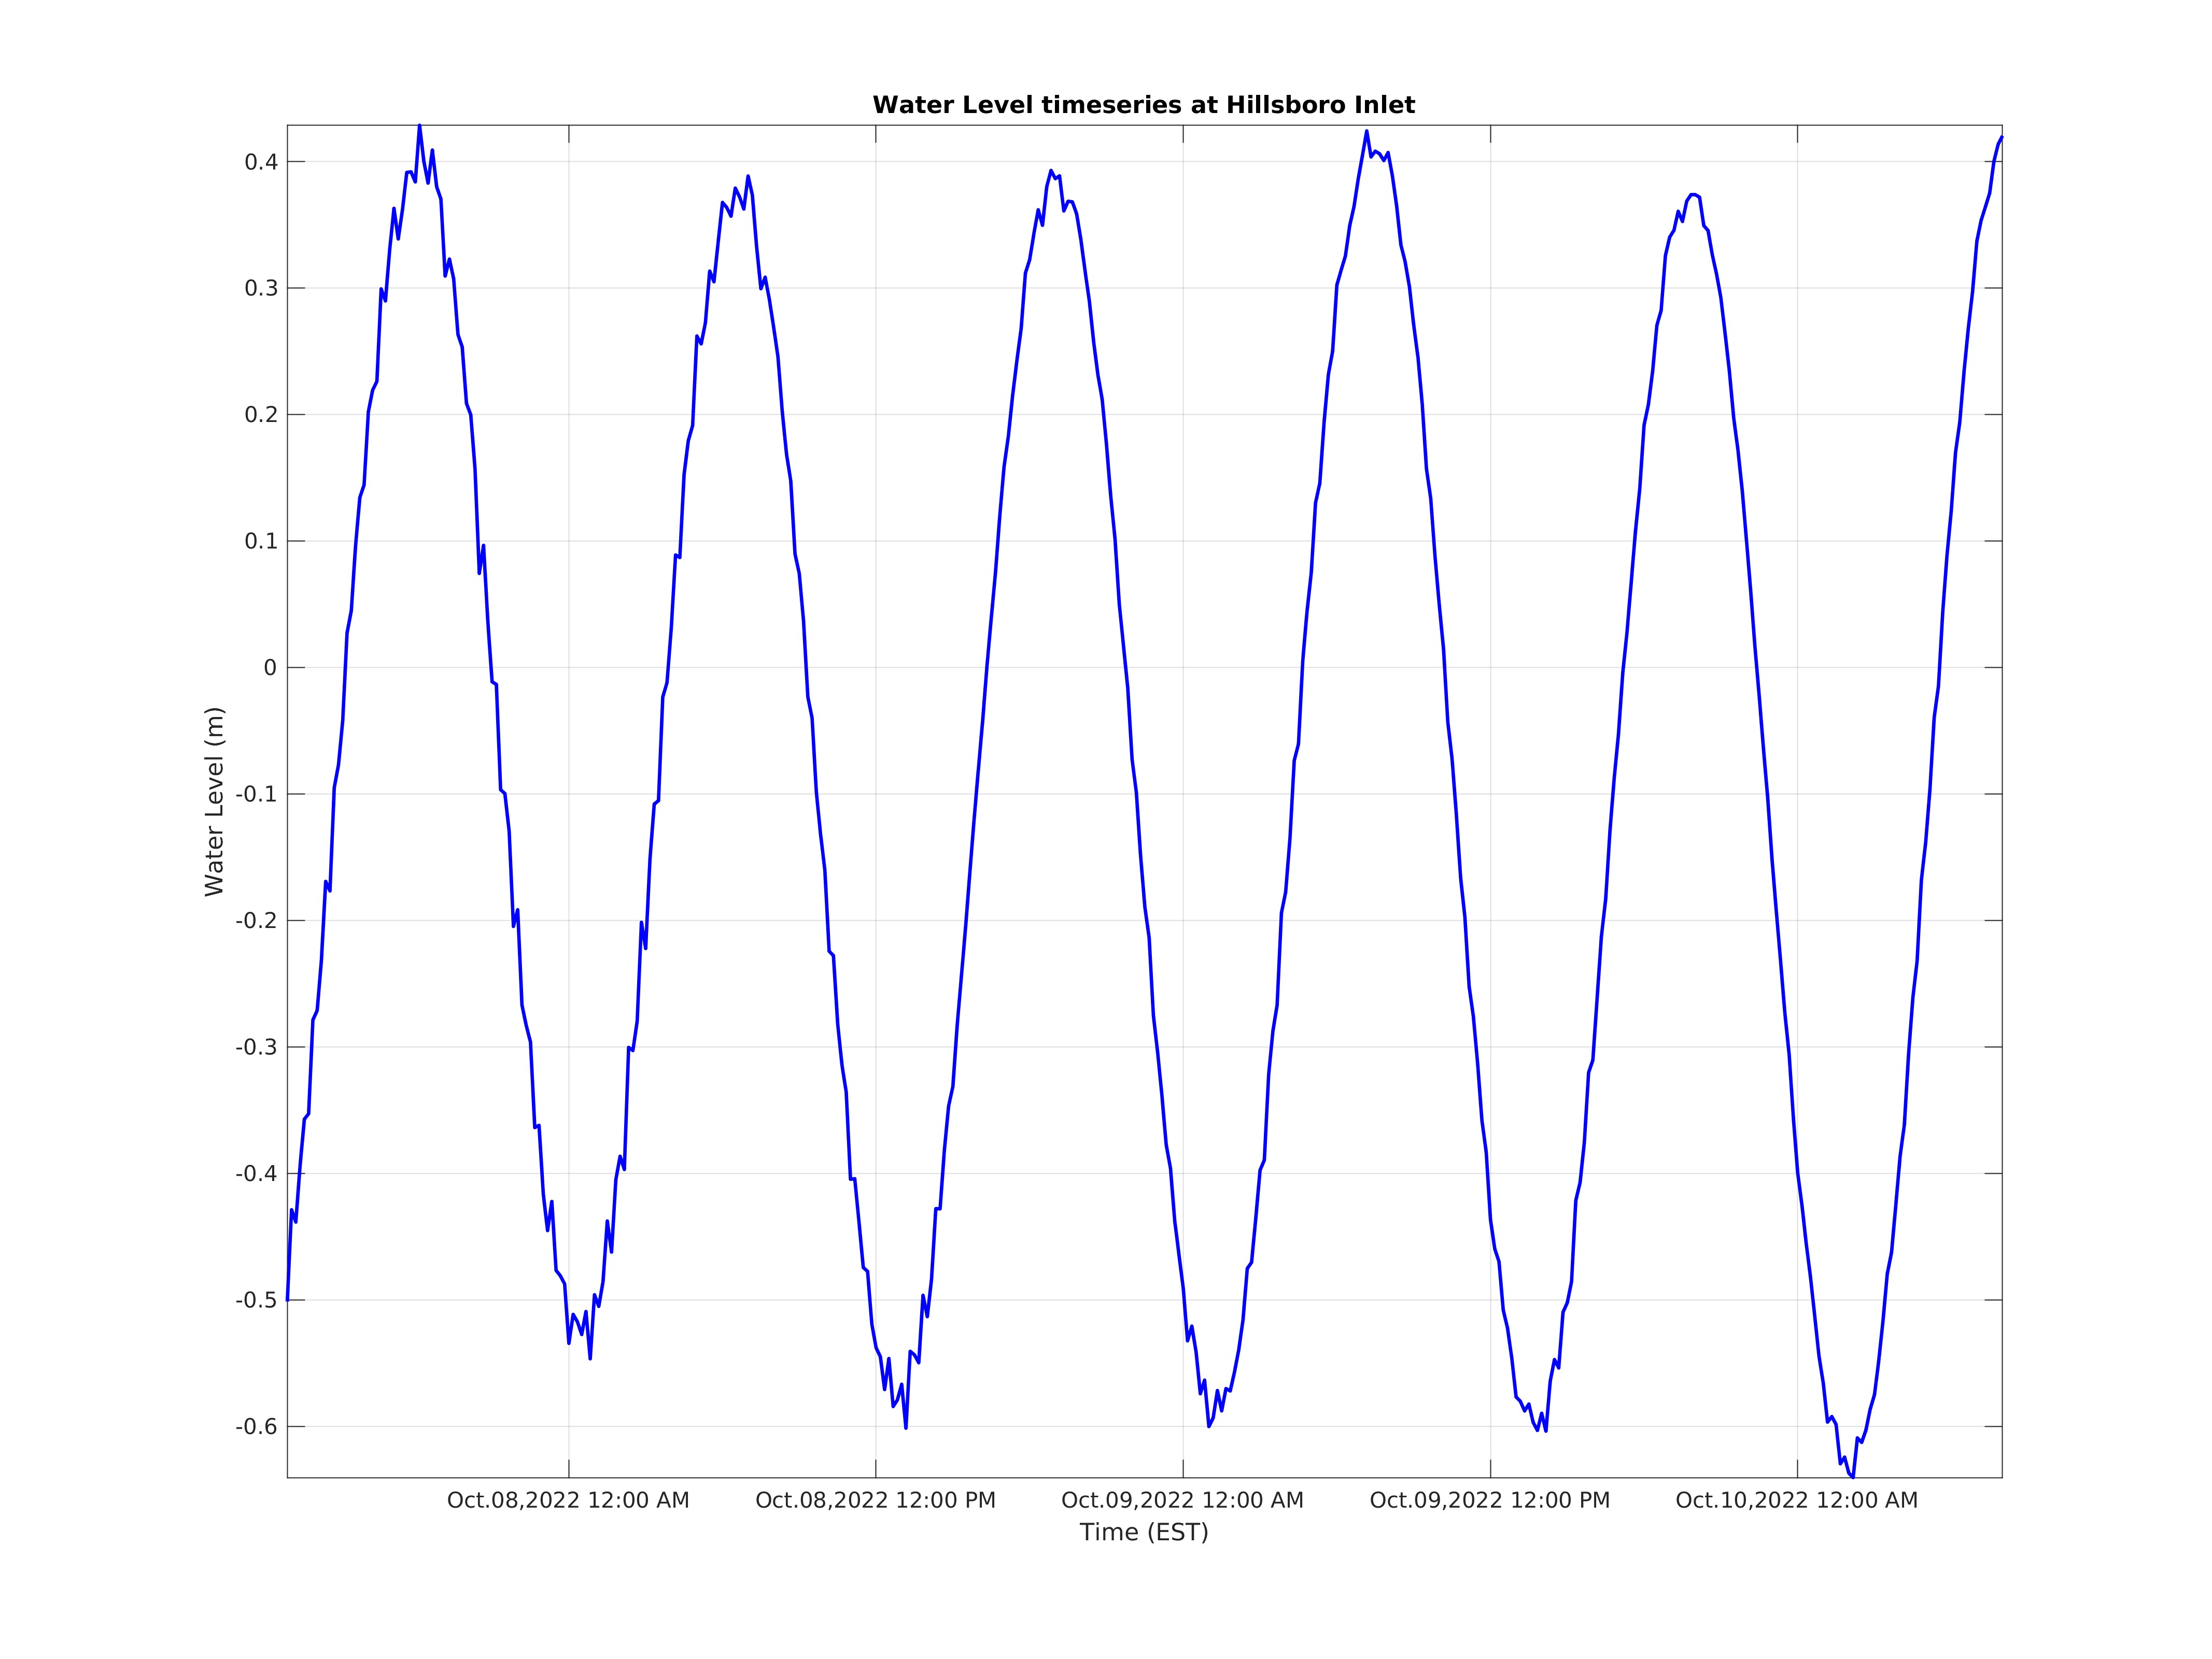 Water Level timeseries at Hillsboro Inlet
0.4
0.3
0.2
0.1
0
-0.1
-0.2
-0.3
-0.4
-0.5
-0.6
Water Level (m)
Oct.08,2022 12:00 AM
Oct.08,2022 12:00 PM
Oct.09,2022 12:00 AM
Oct.09,2022 12:00 PM
Oct.10,2022 12:00 AM
Time (EST)